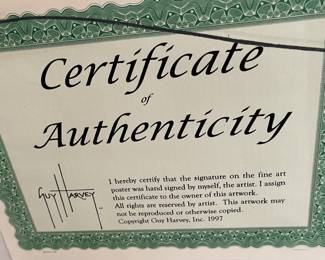 Certificate
of
Authenticity
GUY HARVEY
I hereby certify that the signature on the fine art
poster was hand signed by myself, the artist. I assign
this certificate to the owner of this artwork.
All rights are reserved by artist. This artwork may
not be reproduced or otherwise copied.
Copyright Guy Harvey, Inc. 1997